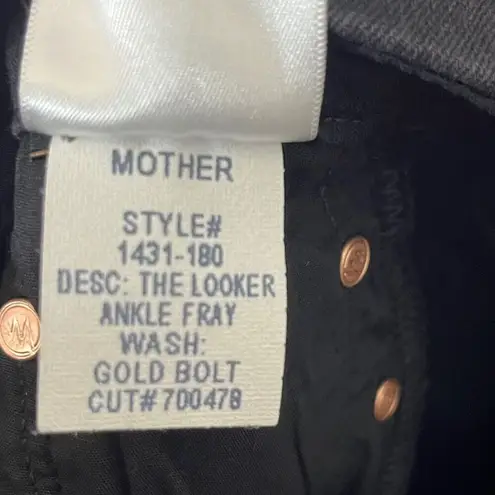 MOTHER
STYLE#
1431-180
DESC: THE LOOKER
ANKLE FRAY
WASH:
GOLD BOLT
CUT# 700478